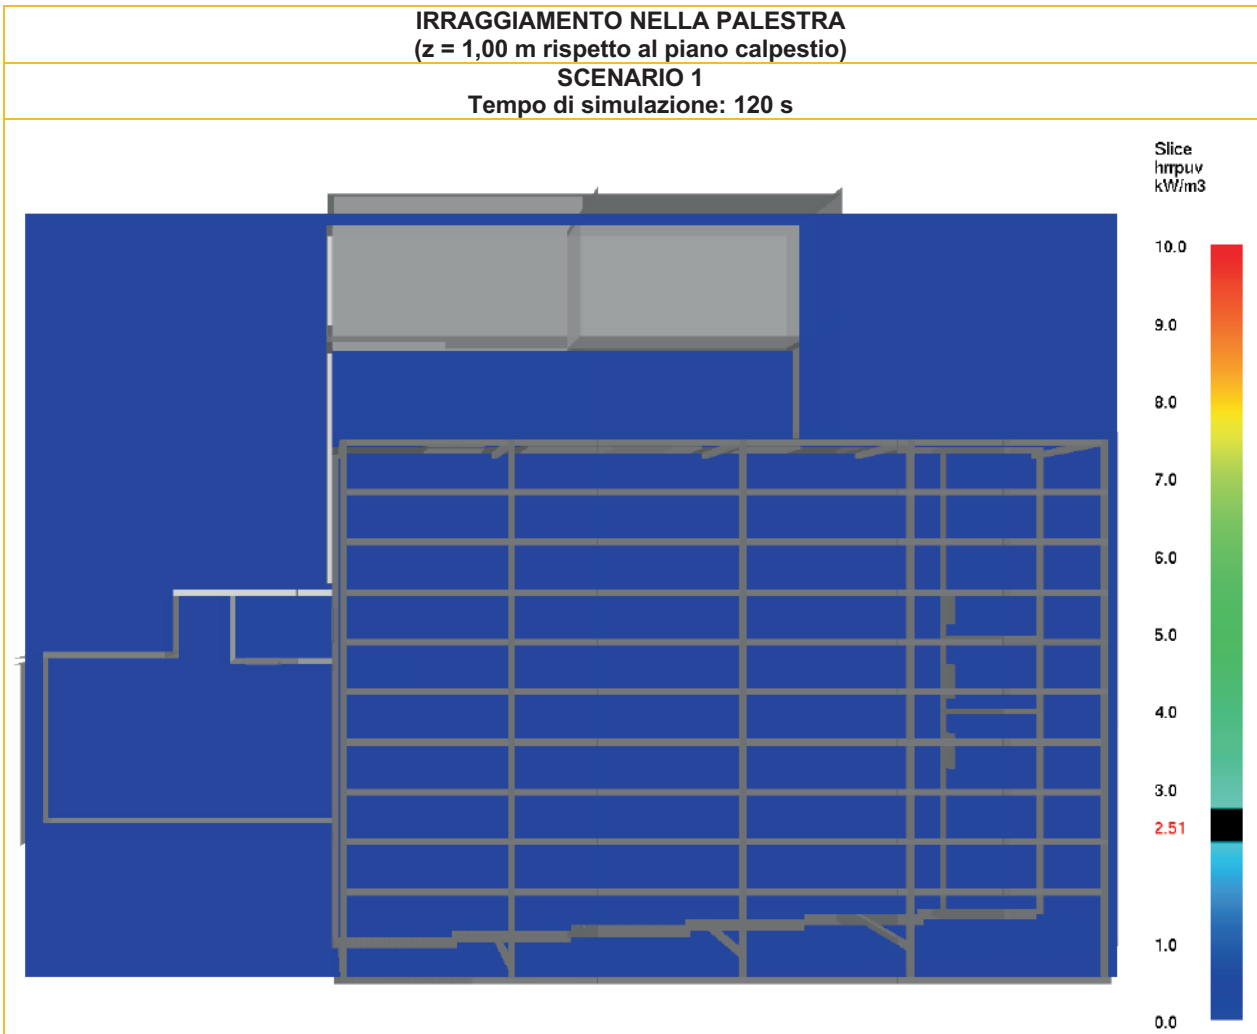 IRRAGGIAMENTO NELLA PALESTRA
(z = 1,00 m rispetto al piano calpestio)
SCENARIO 1
Tempo di simulazione: 120 s
Slice
hrrpuv
kW/m3
10.0
9.0
8.0
7.0
6.0
5.0
4.0
3.0
2.51
1.0
0.0